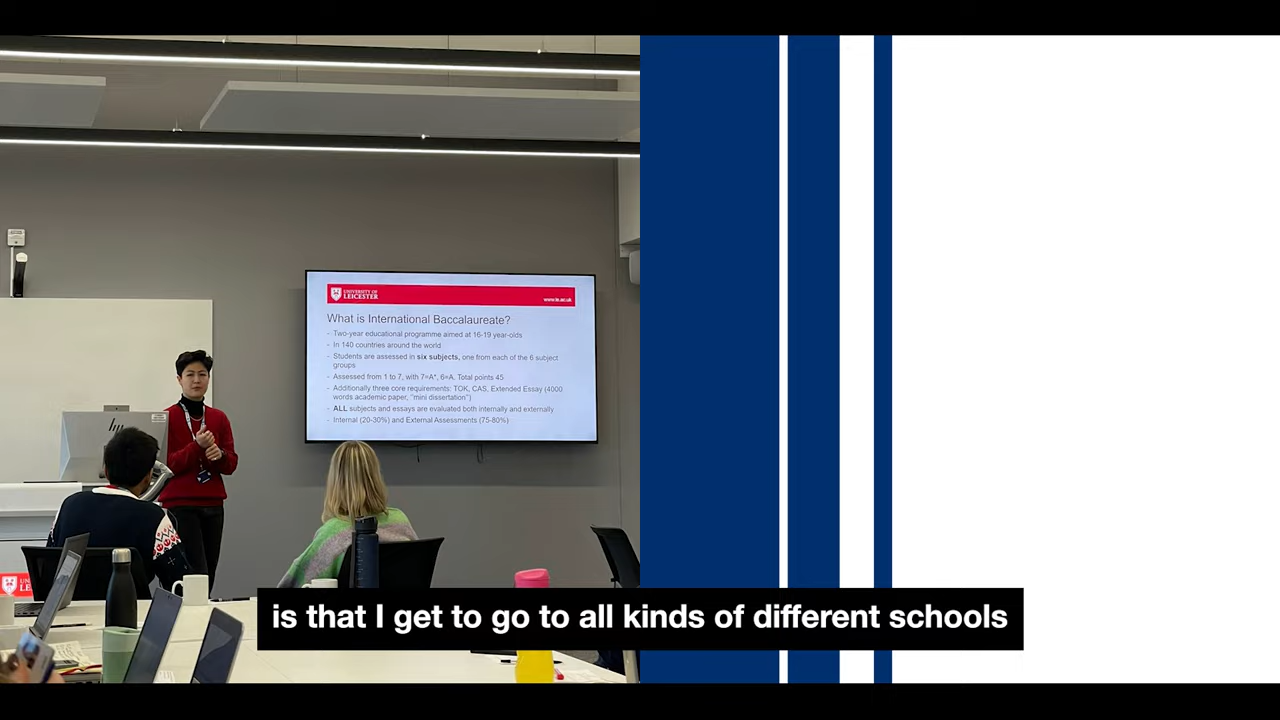 UNIVERSITY OF
LEICESTER
www.le.ac.uk
What is International Baccalaureate?
- Two-year educational programme aimed at 16-19 year-olds
- In 140 countries around the world
- Students are assessed in six subjects, one from each of the 6 subject
groups
- Assessed from 1 to 7, with 7=A*, 6=A. Total points 45
- Additionally three core requirements: TOK, CAS, Extended Essay (4000
words academic paper, "mini dissertation")
- ALL subjects and essays are evaluated both internally and externally
- Internal (20-30%) and External Assessments (75-80%)
hp
is that I get to go to all kinds of different schools